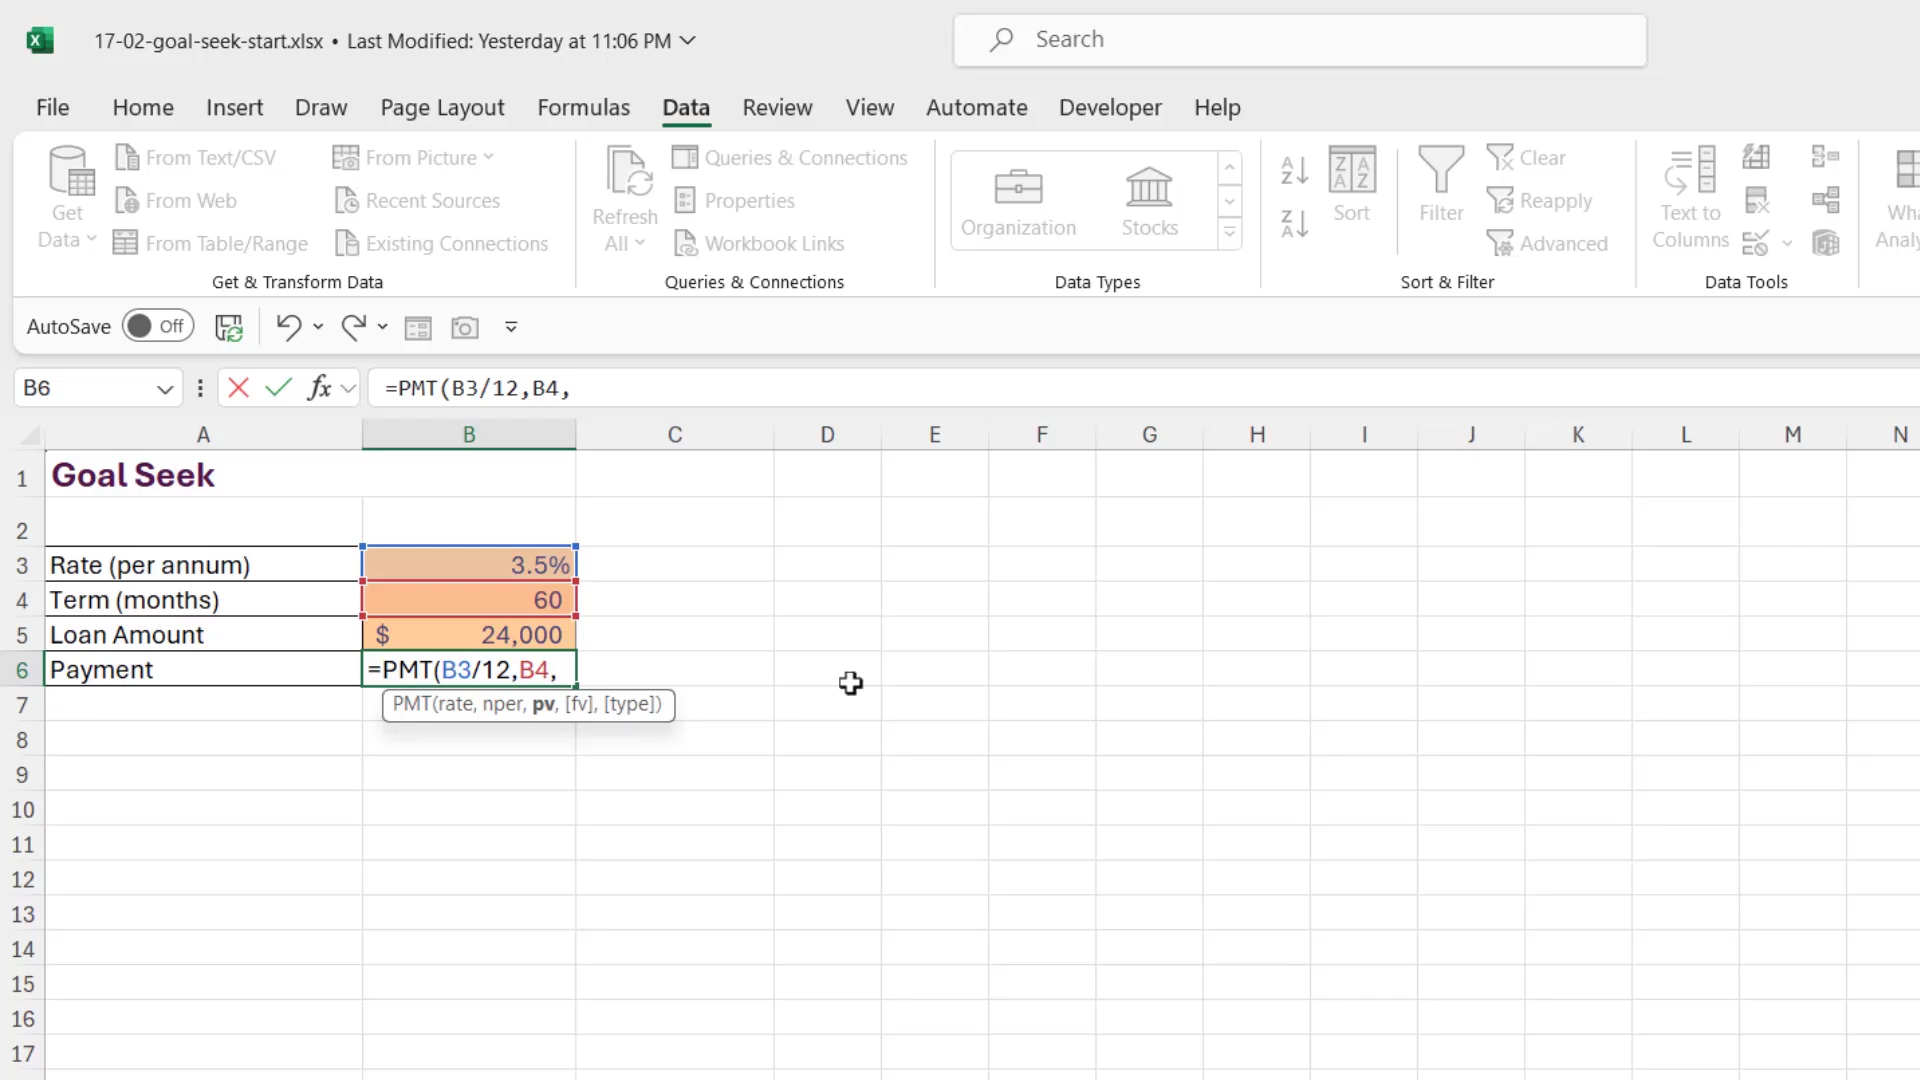 17-02-goal-seek-start.xlsx • Last Modified: Yesterday at 11:06 PM
Search
File Home Insert Draw Page Layout Formulas Data Review View Automate Developer Help
Get Data
From Text/CSV
From Web
From Table/Range
From Picture
Recent Sources
Existing Connections
Get & Transform Data
Refresh All
Queries & Connections
Properties
Workbook Links
Queries & Connections
Organization
Stocks
Data Types
Sort
Filter
Clear
Reapply
Advanced
Sort & Filter
Text to Columns
Data Tools
AutoSave Off
B6
fx
=PMT(B3/12,B4,
A B C D E F G H I J K L M N
1 Goal Seek
2
3 Rate (per annum) 3.5%
4 Term (months) 60
5 Loan Amount $ 24,000
6 Payment =PMT(B3/12,B4,
PMT(rate, nper, pv, [fv], [type])
7
8
9
10
11
12
13
14
15
16
17